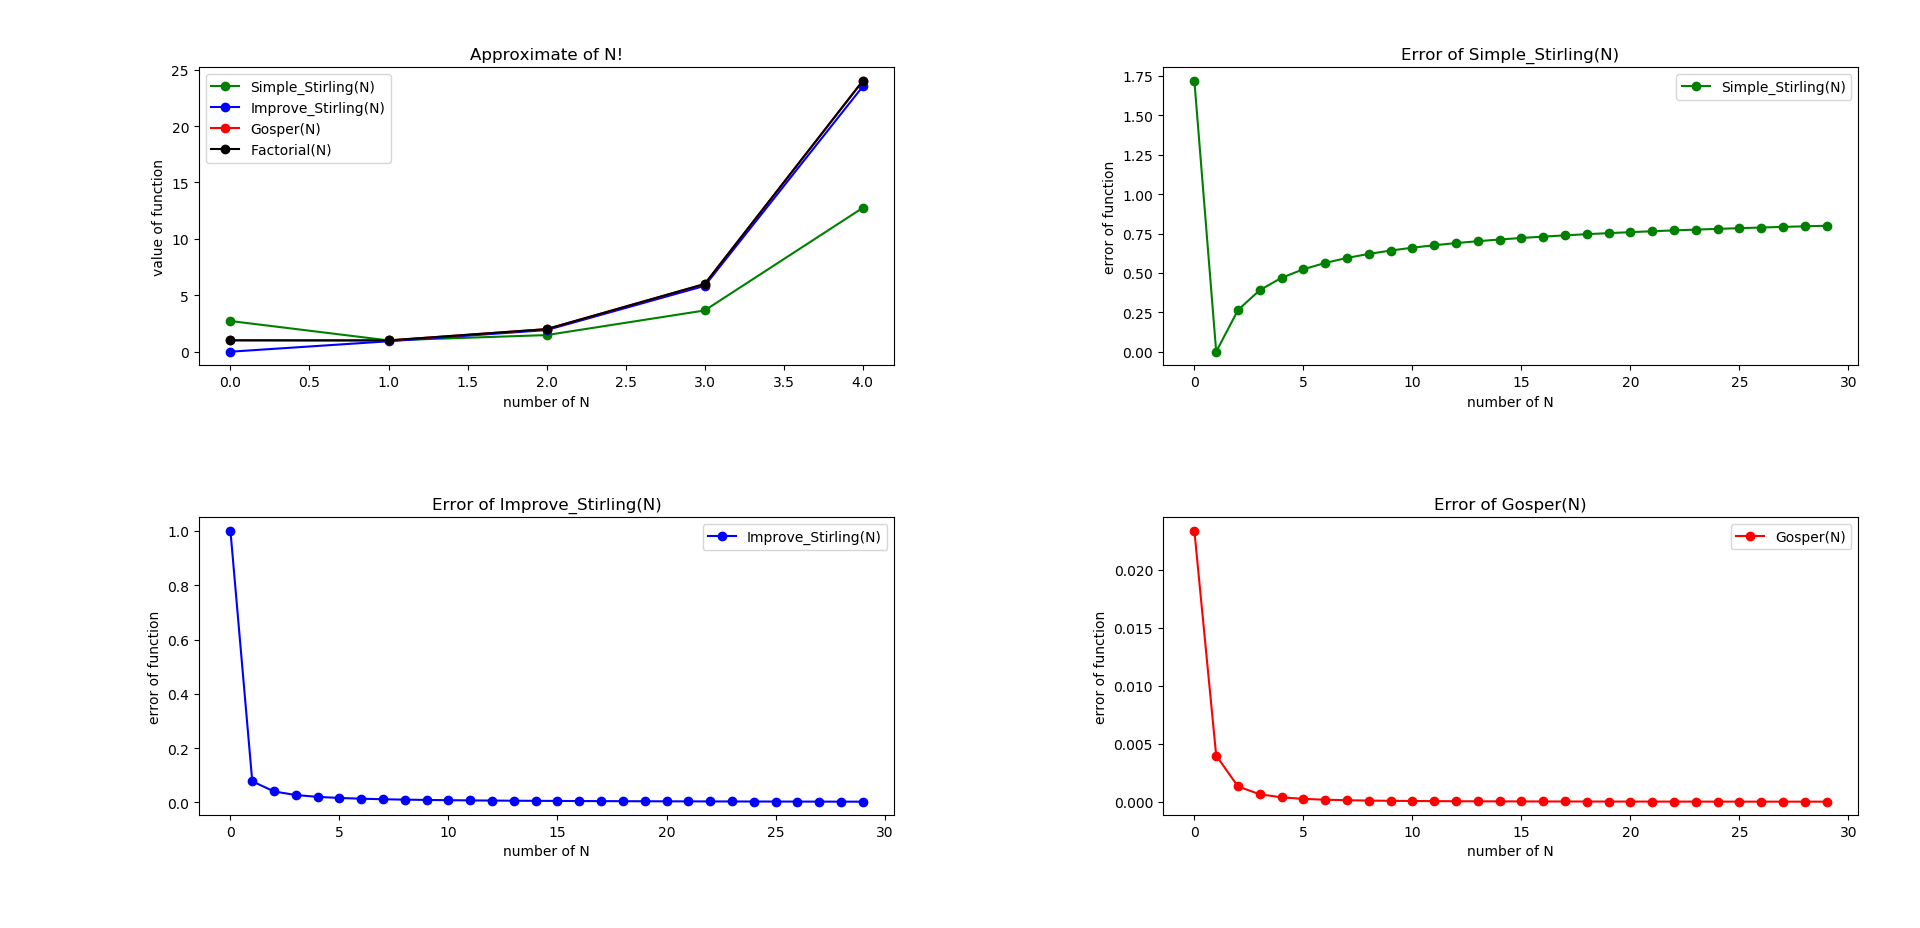 Approximate of N!
25
20
15
10
5
0
value of function
Simple_Stirling(N)
Improve_Stirling(N)
Gosper(N)
Factorial(N)
0.0 0.5 1.0 1.5 2.0 2.5 3.0 3.5 4.0
number of N
Error of Simple_Stirling(N)
1.75
1.50
1.25
1.00
0.75
0.50
0.25
0.00
error of function
Simple_Stirling(N)
0 5 10 15 20 25 30
number of N
Error of Improve_Stirling(N)
1.0
0.8
0.6
0.4
0.2
0.0
error of function
Improve_Stirling(N)
0 5 10 15 20 25 30
number of N
Error of Gosper(N)
0.020
0.015
0.010
0.005
0.000
error of function
Gosper(N)
0 5 10 15 20 25 30
number of N